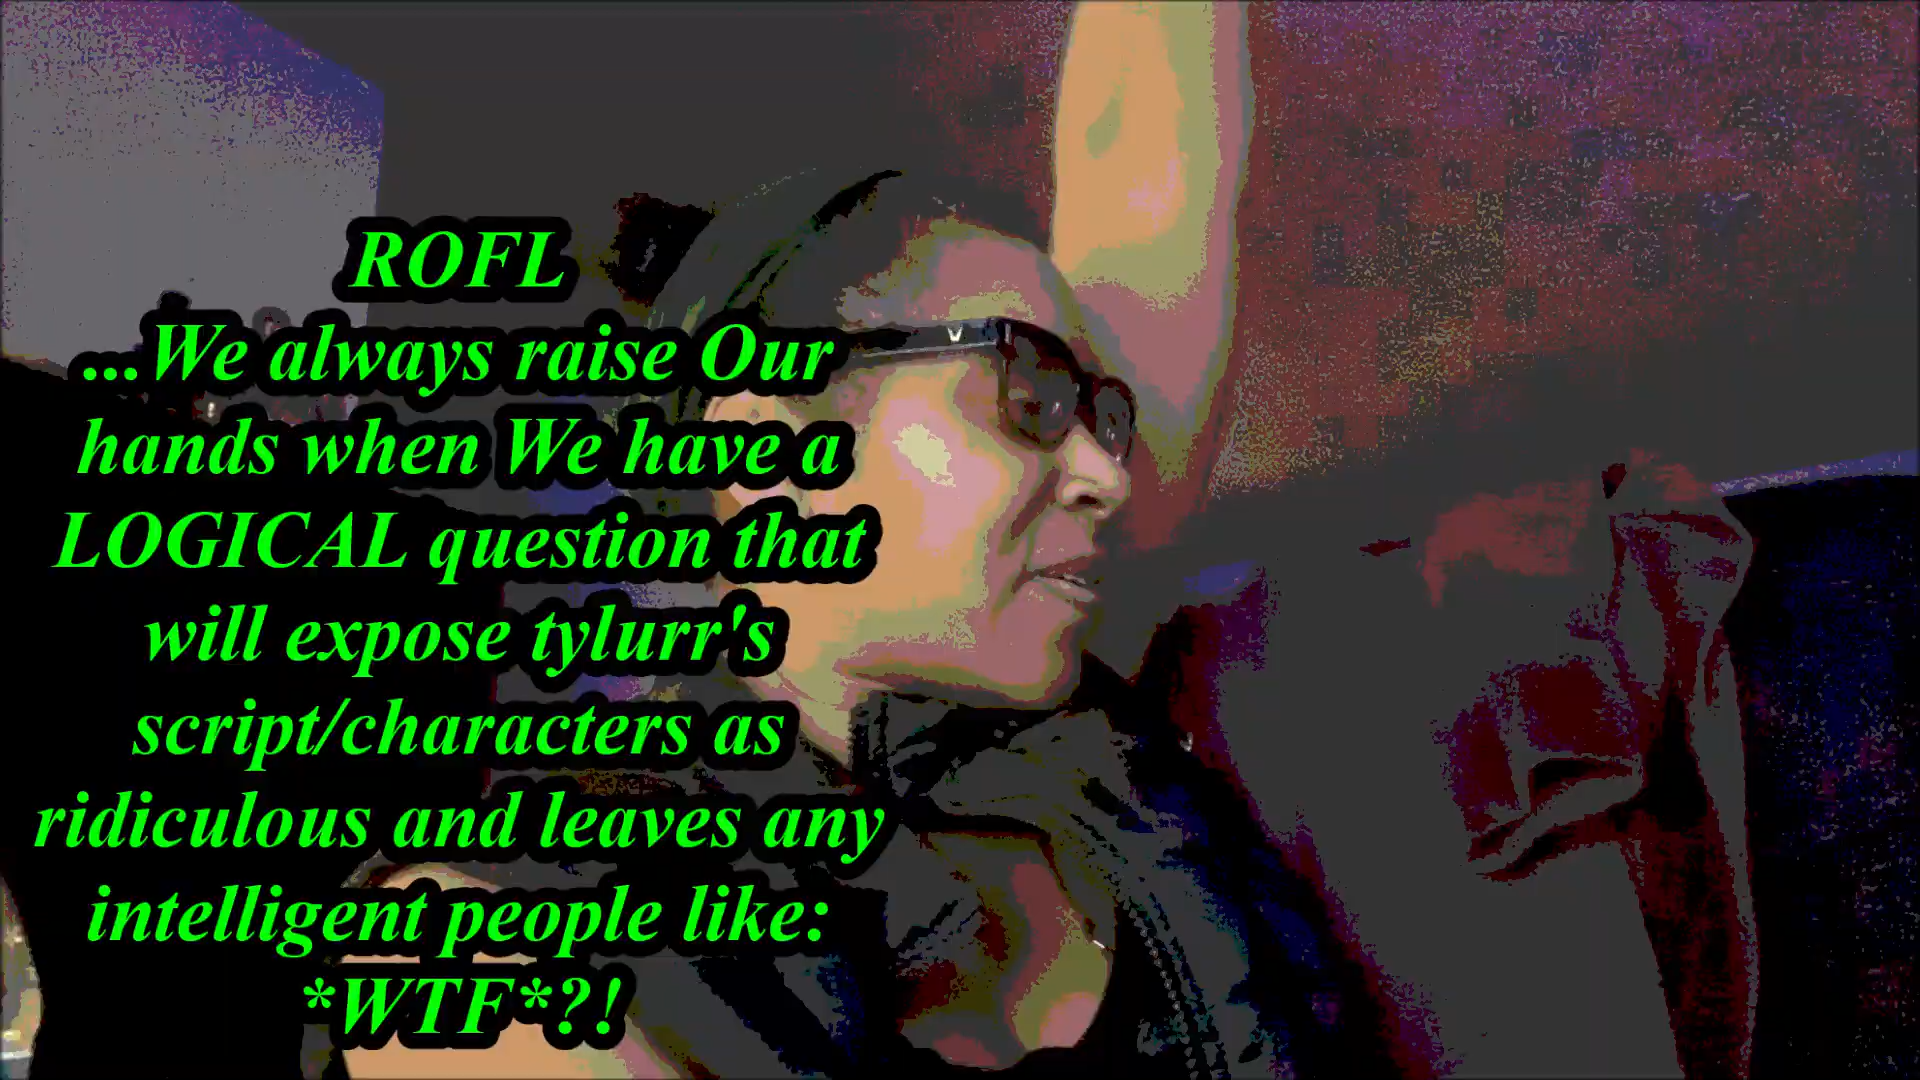 ROFL
...We always raise Our
hands when We have a
LOGICAL question that
will expose tylurr's
script/characters as
ridiculous and leaves any
intelligent people like:
*WTF*?!